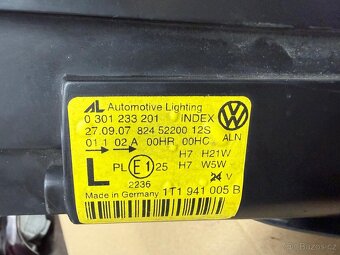 AL Automotive Lighting
0 301 233 201 INDEX
27.09.07 824 52200 12S
01 1 02 A 00HR 00HC
ALN
H7 H21W
L PL E1 25 H7 W5W
2236
24 V
Made in Germany 1T1 941 005 B